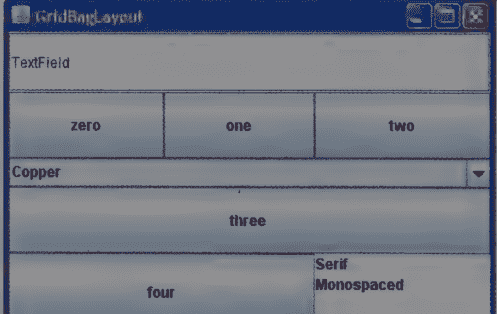 GridBagLayout
TextField
zero one two
Copper
three
Serif
Monospaced
four